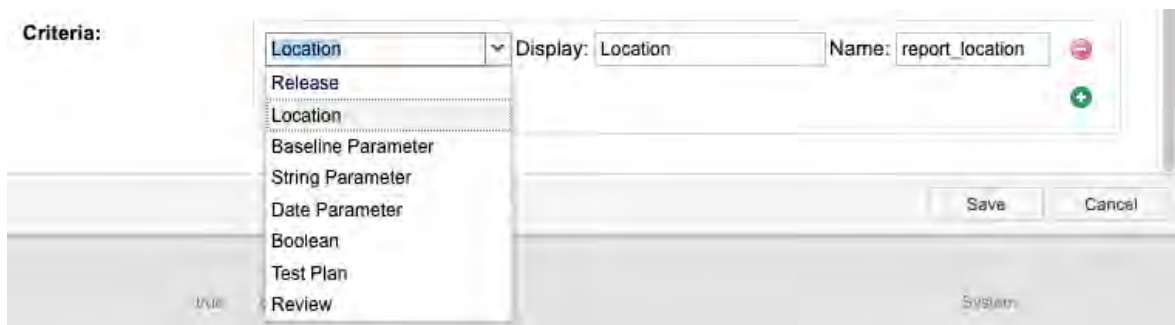 Criteria:
Location Display: Location Name: report_location
Release
Location
Baseline Parameter
String Parameter
Date Parameter
Boolean
Test Plan
Review
Save Cancel
true System